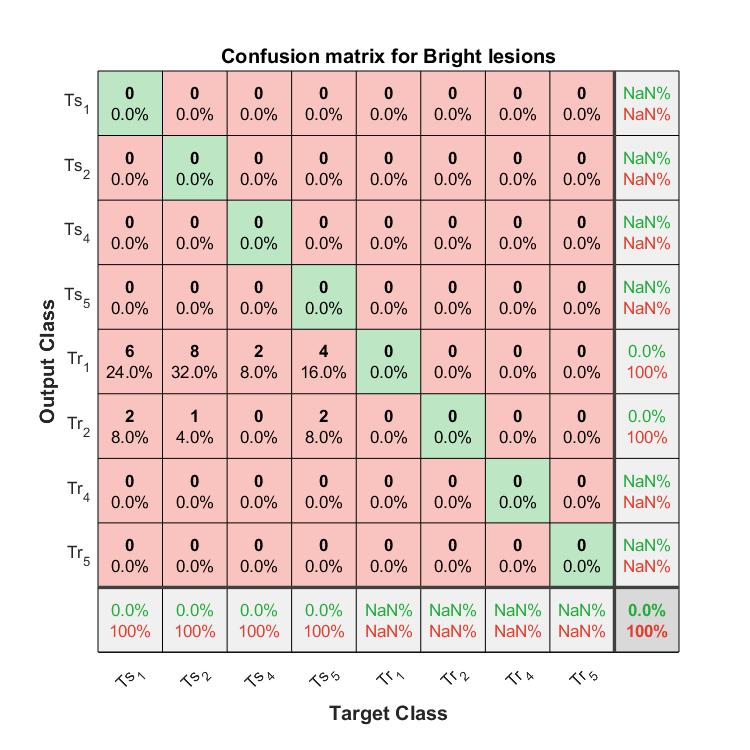 Confusion matrix for Bright lesions
Output Class
Ts1 0 0 0 0 0 0 0 0 NaN%
0.0% 0.0% 0.0% 0.0% 0.0% 0.0% 0.0% 0.0% NaN%
Ts2 0 0 0 0 0 0 0 0 NaN%
0.0% 0.0% 0.0% 0.0% 0.0% 0.0% 0.0% 0.0% NaN%
Ts4 0 0 0 0 0 0 0 0 NaN%
0.0% 0.0% 0.0% 0.0% 0.0% 0.0% 0.0% 0.0% NaN%
Ts5 0 0 0 0 0 0 0 0 NaN%
0.0% 0.0% 0.0% 0.0% 0.0% 0.0% 0.0% 0.0% NaN%
Tr1 6 8 2 4 0 0 0 0 0.0%
24.0% 32.0% 8.0% 16.0% 0.0% 0.0% 0.0% 0.0% 100%
Tr2 2 1 0 2 0 0 0 0 0.0%
8.0% 4.0% 0.0% 8.0% 0.0% 0.0% 0.0% 0.0% 100%
Tr4 0 0 0 0 0 0 0 0 NaN%
0.0% 0.0% 0.0% 0.0% 0.0% 0.0% 0.0% 0.0% NaN%
Tr5 0 0 0 0 0 0 0 0 NaN%
0.0% 0.0% 0.0% 0.0% 0.0% 0.0% 0.0% 0.0% NaN%
0.0% 0.0% 0.0% 0.0% NaN% NaN% NaN% NaN% 0.0%
100% 100% 100% 100% NaN% NaN% NaN% NaN% 100%
Ts1 Ts2 Ts4 Ts5 Tr1 Tr2 Tr4 Tr5
Target Class